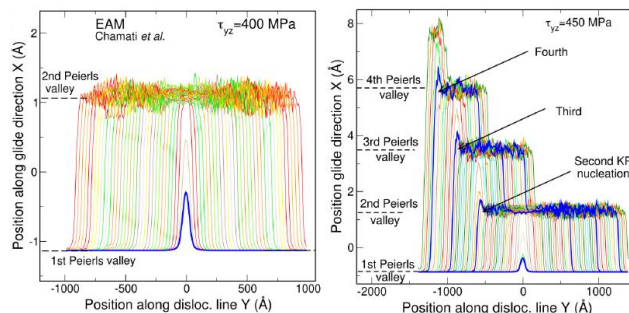 EAM
Chamati et al.
τyz=400 MPa
2nd Peierls
valley
1st Peierls valley
2
1
0
-1
-1000 -500 0 500 1000
Position along disloc. line Y (Å)
Position along glide direction X (Å)
τyz=450 MPa
Fourth
4th Peierls
valley
Third
3rd Peierls
valley
Second KP
nucleation
2nd Peierls
valley
1st Peierls
valley
8
6
4
2
0
-2000 -1000 0 1000
Position along disloc. line Y (Å)
Position glide direction X (Å)